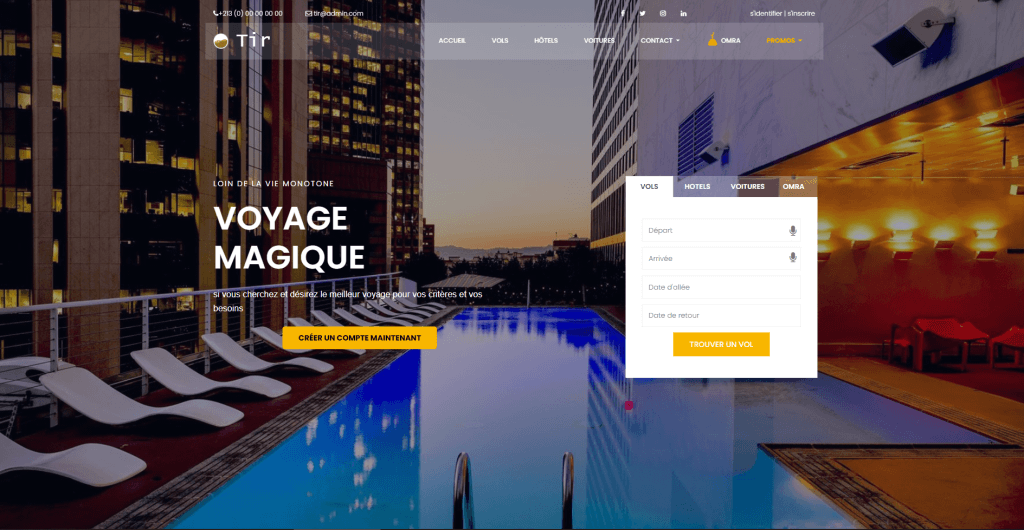 +213 (0) 00 00 00 00
tir@admin.com
s'identifier | s'inscrire
Tir
ACCUEIL
VOLS
HÔTELS
VOITURES
CONTACT
OMRA
PROMOS
LOIN DE LA VIE MONOTONE
VOYAGE
MAGIQUE
si vous cherchez et désirez le meilleur voyage pour vos critères et vos
besoins
CRÉER UN COMPTE MAINTENANT
VOLS
HOTELS
VOITURES
OMRA
Départ
Arrivée
Date d'allée
Date de retour
TROUVER UN VOL